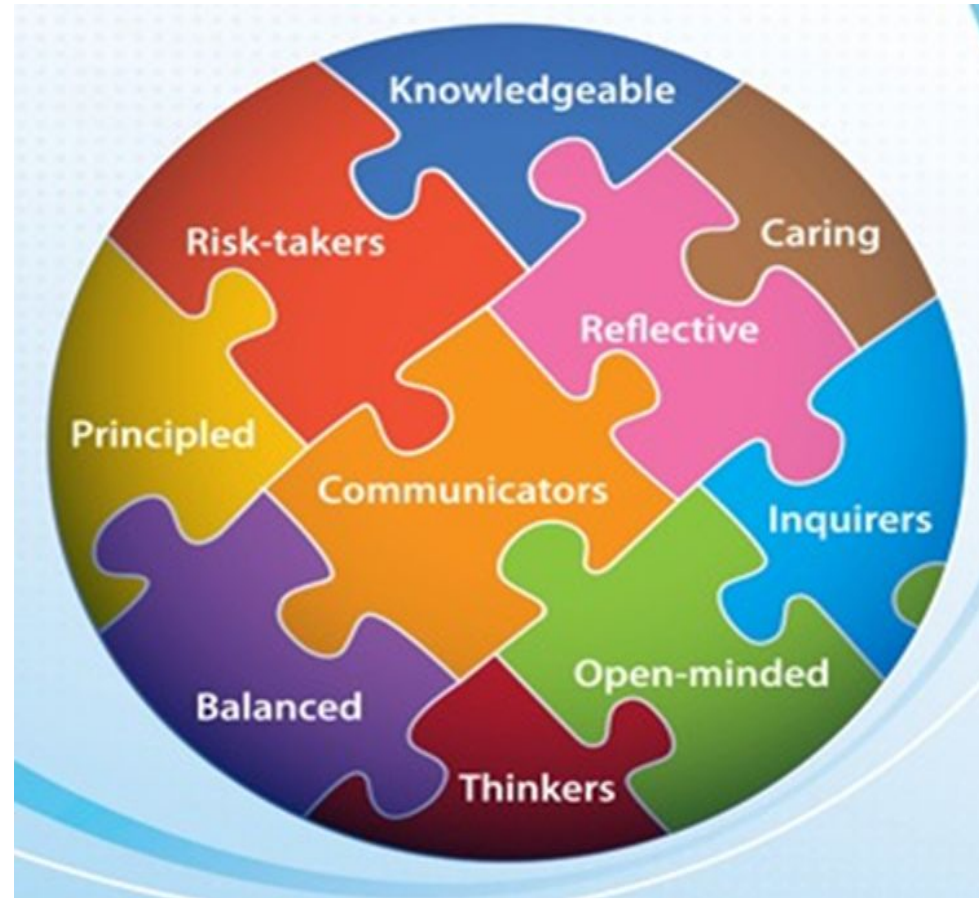 Knowledgeable
Caring
Risk-takers
Reflective
Principled
Communicators
Inquirers
Open-minded
Balanced
Thinkers